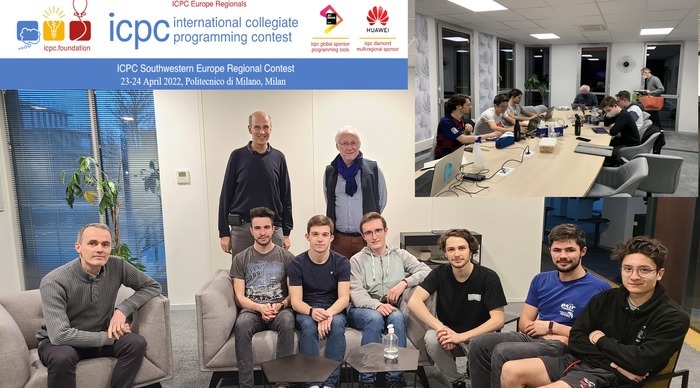 ICPC Europe Regionals
icpc.foundation
icpc
international collegiate
programming contest
icpc global sponsor
programming tools
HUAWEI
icpc diamond
multi-regional sponsor
ICPC Southwestern Europe Regional Contest
23-24 April 2022, Politecnico di Milano, Milan